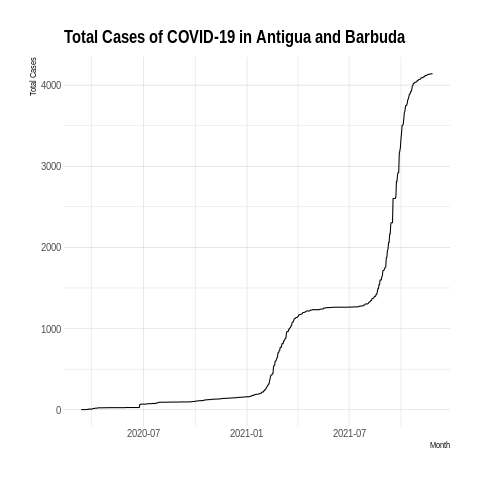 Total Cases of COVID-19 in Antigua and Barbuda
Total Cases
4000
3000
2000
1000
0
2020-07 2021-01 2021-07
Month